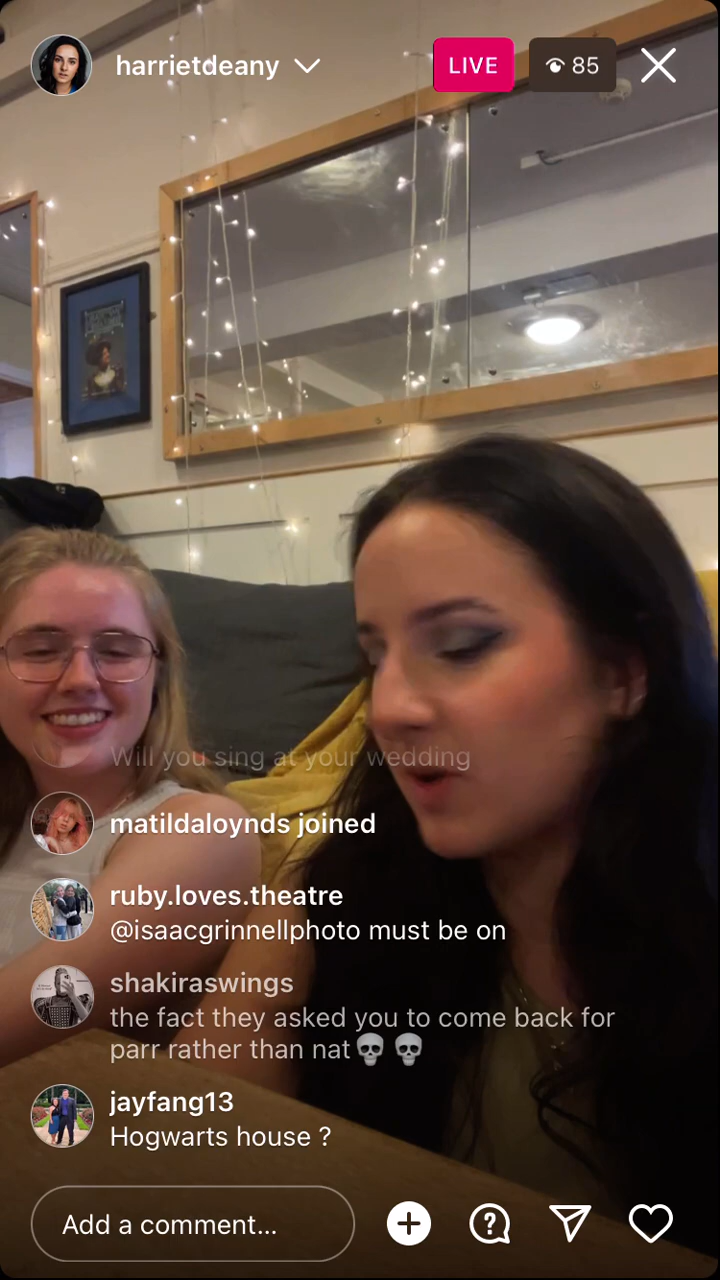 harrietdeany
LIVE
85
Will you sing at your wedding
matildaloynds joined
ruby.loves.theatre
@isaacgrinnellphoto must be on
shakiraswings
the fact they asked you to come back for
parr rather than nat💀💀
jayfang13
Hogwarts house ?
Add a comment...